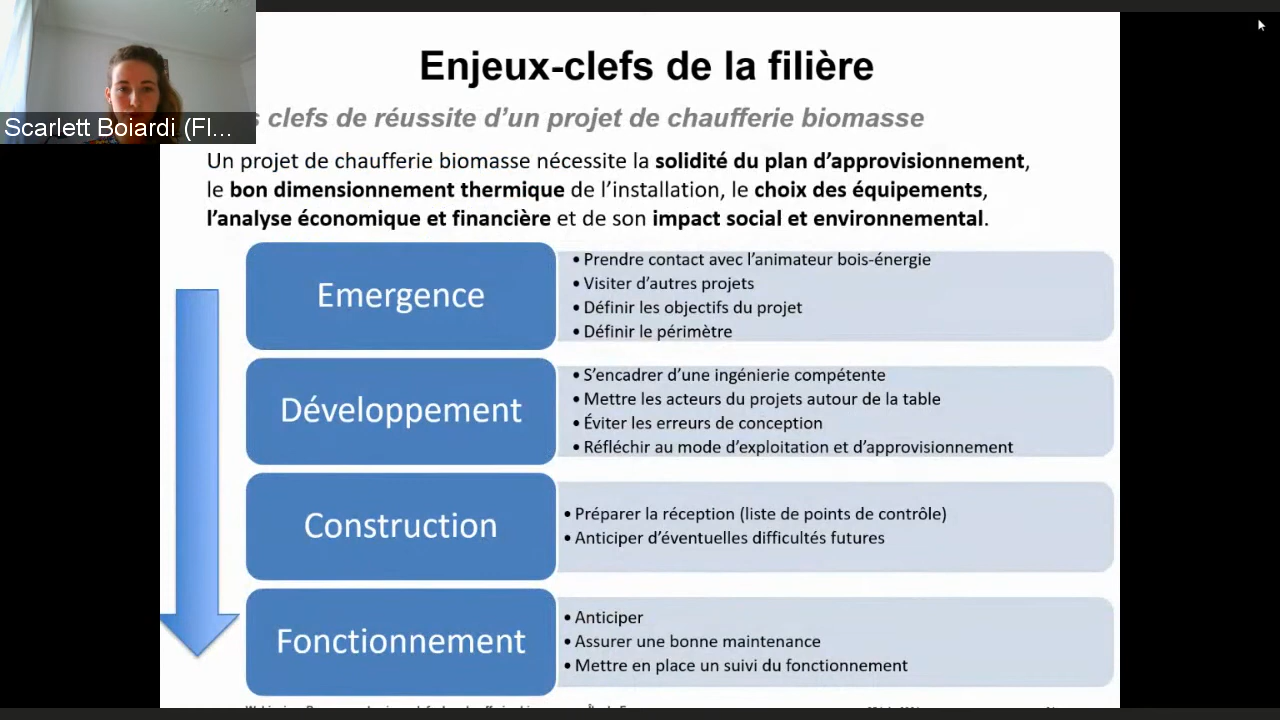 Enjeux-clefs de la filière
clefs de réussite d'un projet de chaufferie biomasse
Scarlett Boiardi (Fl...
Un projet de chaufferie biomasse nécessite la solidité du plan d'approvisionnement,
le bon dimensionnement thermique de l'installation, le choix des équipements,
l'analyse économique et financière et de son impact social et environnemental.
Emergence
• Prendre contact avec l'animateur bois-énergie
• Visiter d'autres projets
• Définir les objectifs du projet
• Définir le périmètre
Développement
• S'encadrer d'une ingénierie compétente
• Mettre les acteurs du projets autour de la table
• Éviter les erreurs de conception
• Réfléchir au mode d'exploitation et d'approvisionnement
Construction
• Préparer la réception (liste de points de contrôle)
• Anticiper d'éventuelles difficultés futures
Fonctionnement
• Anticiper
• Assurer une bonne maintenance
• Mettre en place un suivi du fonctionnement